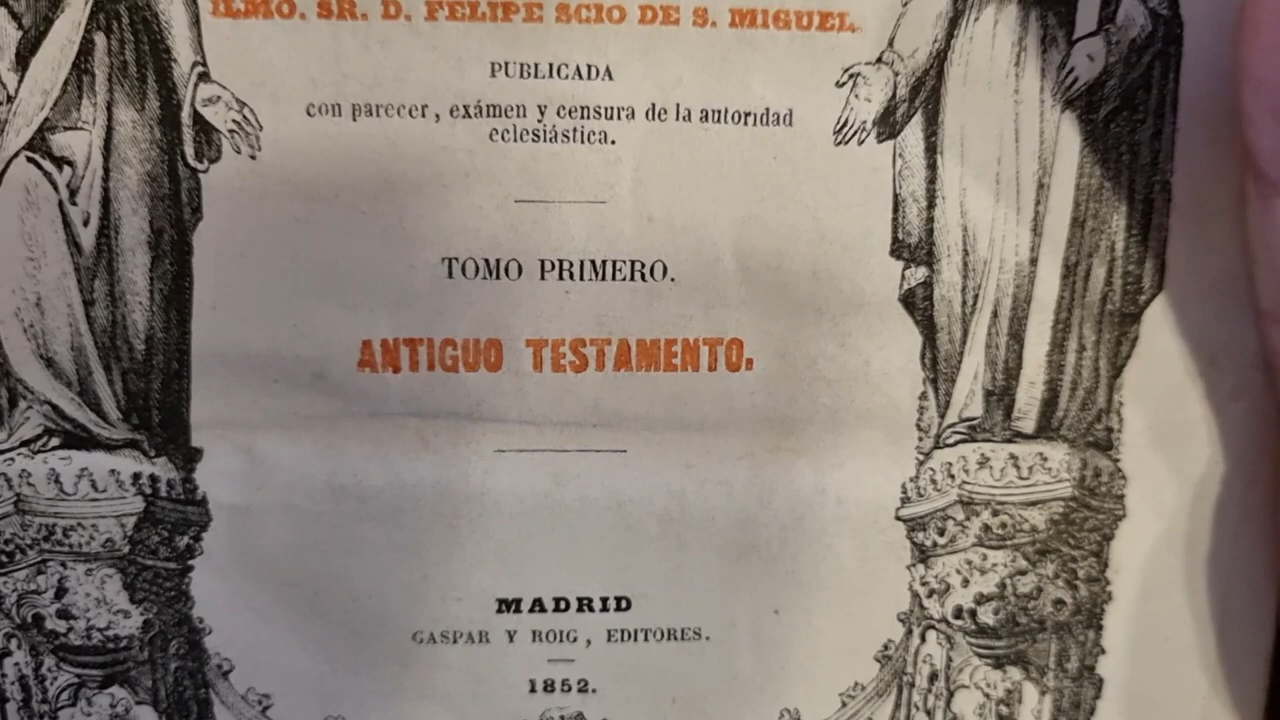 ILMO. SR. D. FELIPE SCIO DE S. MIGUEL.
PUBLICADA
con parecer, exámen y censura de la autoridad
eclesiástica.
TOMO PRIMERO.
ANTIGUO TESTAMENTO.
MADRID
GASPAR Y ROIG, EDITORES.
1852.